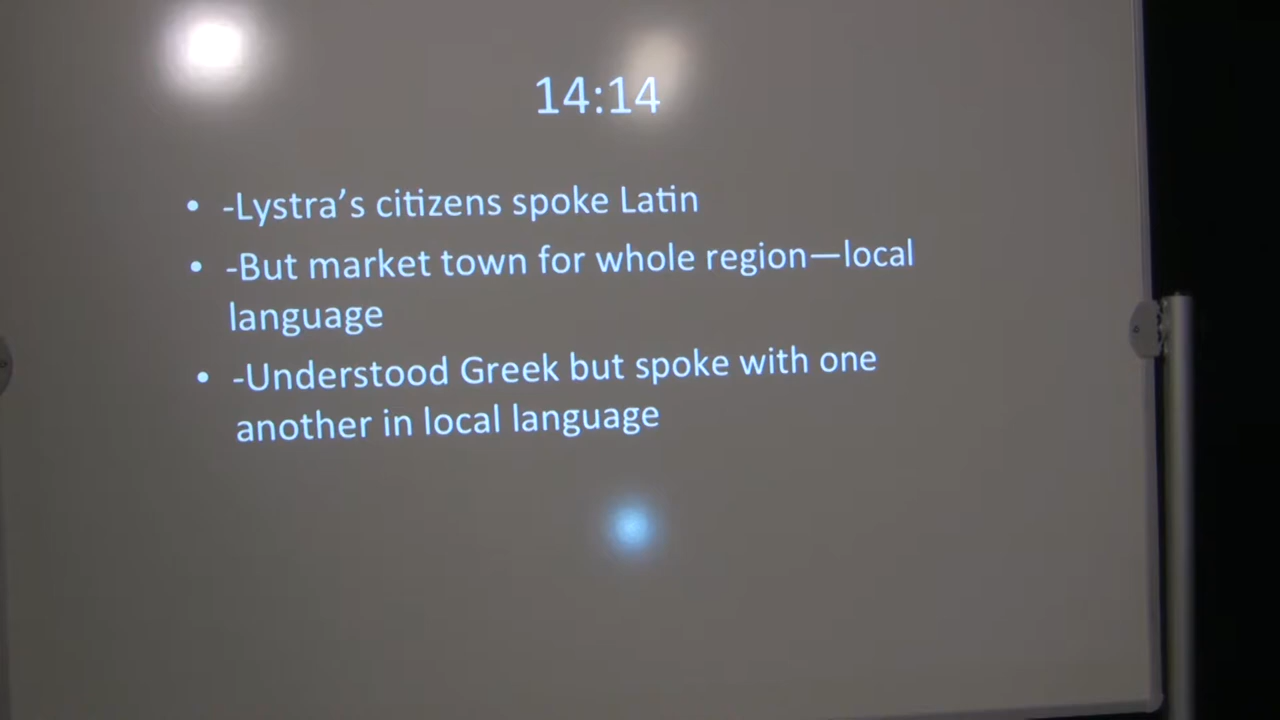 14:14
• -Lystra’s citizens spoke Latin
• -But market town for whole region—local
language
• -Understood Greek but spoke with one
another in local language